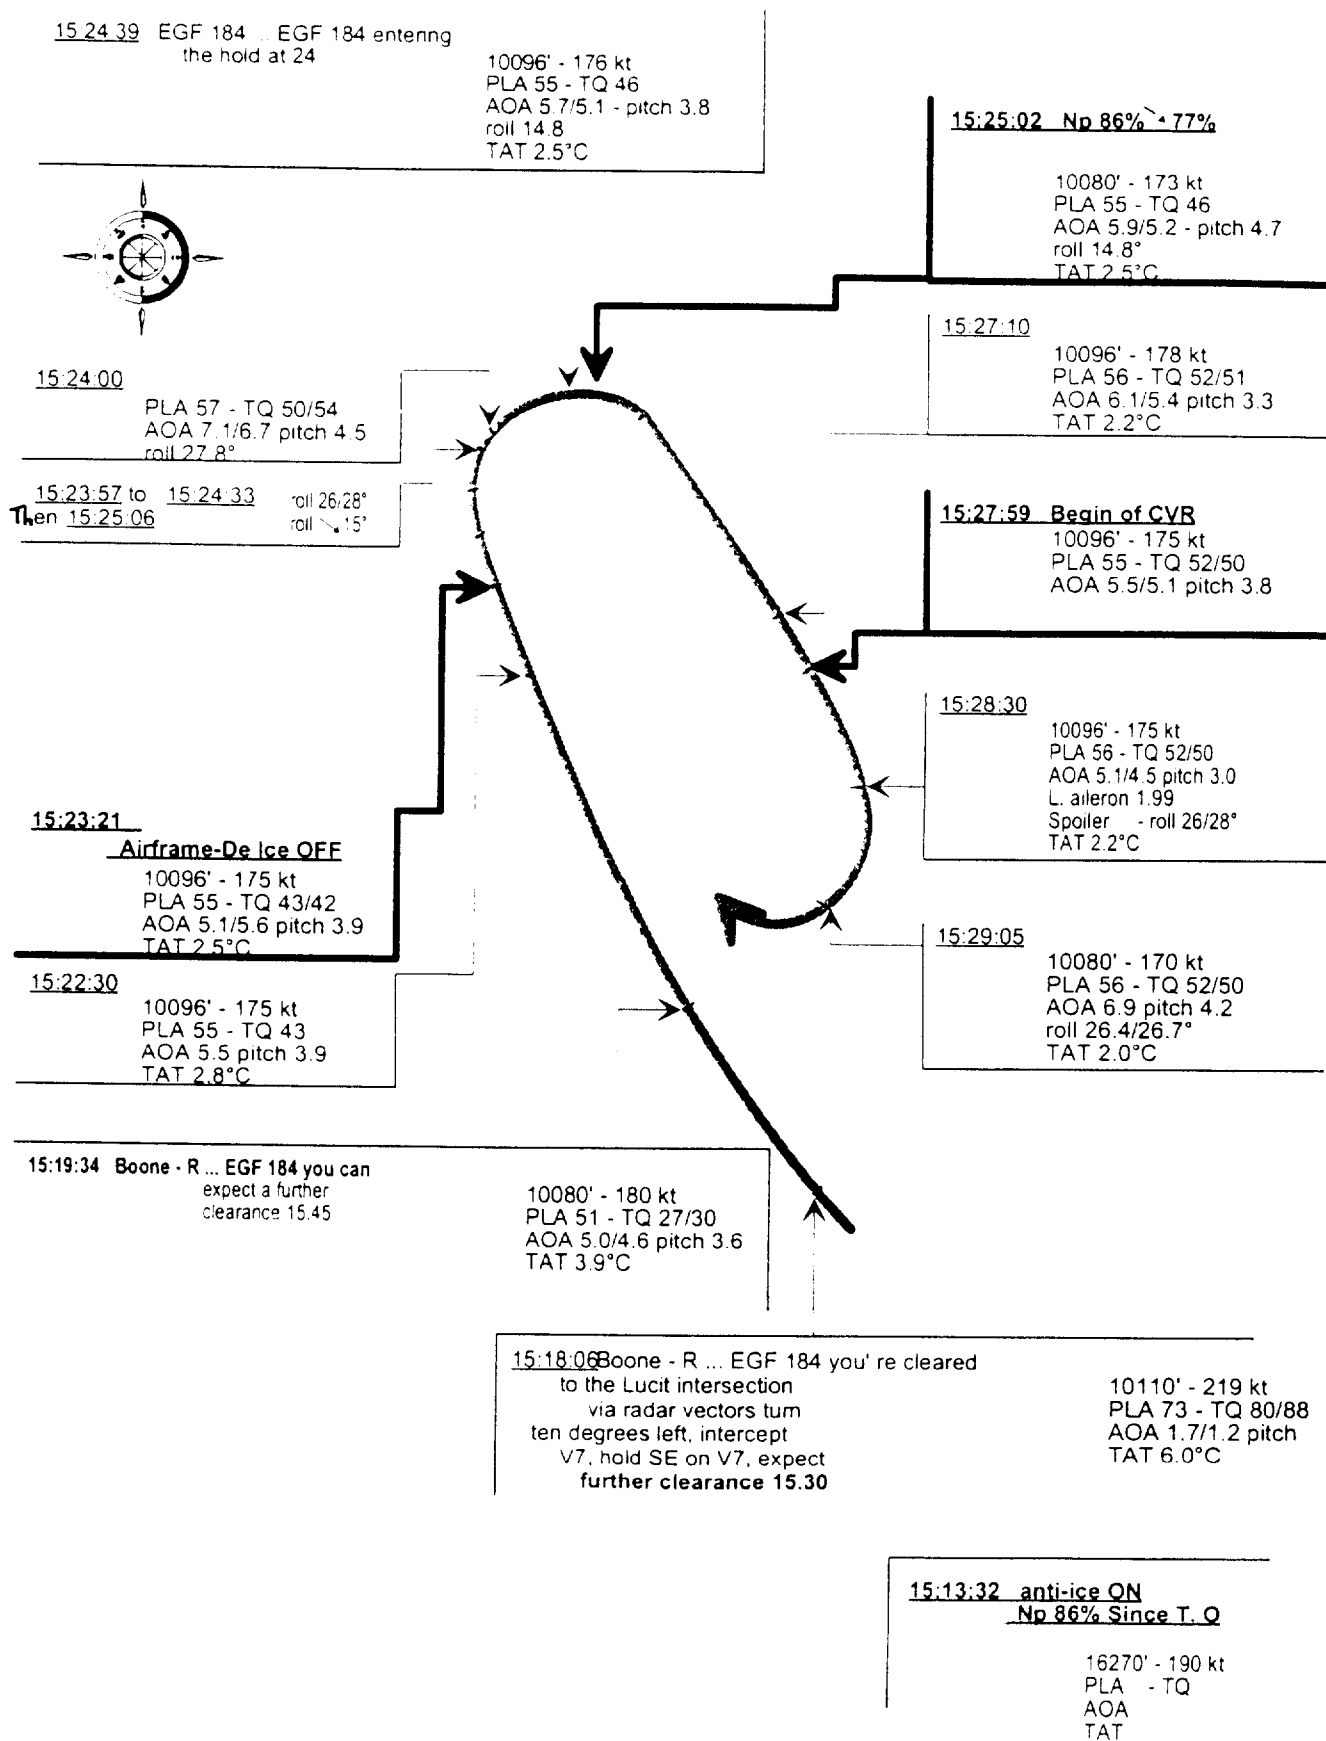 15:24:39 EGF 184 ... EGF 184 entering
the hold at 24
10096' - 176 kt
PLA 55 - TQ 46
AOA 5.7/5.1 - pitch 3.8
roll 14.8
TAT 2.5°C
15:25:02 Np 86% 77%
10080' - 173 kt
PLA 55 - TQ 46
AOA 5.9/5.2 - pitch 4.7
roll 14.8°
TAT 2.5°C
15:27:10
10096' - 178 kt
PLA 56 - TQ 52/51
AOA 6.1/5.4 pitch 3.3
TAT 2.2°C
15:24:00
PLA 57 - TQ 50/54
AOA 7.1/6.7 pitch 4.5
roll 27.8°
15:23:57 to 15:24:33 roll 26/28°
Then 15:25:06 roll 15°
15:27:59 Begin of CVR
10096' - 175 kt
PLA 55 - TQ 52/50
AOA 5.5/5.1 pitch 3.8
15:28:30
10096' - 175 kt
PLA 56 - TQ 52/50
AOA 5.1/4.5 pitch 3.0
L. aileron 1.99
Spoiler - roll 26/28°
TAT 2.2°C
15:23:21
Airframe-De Ice OFF
10096' - 175 kt
PLA 55 - TQ 43/42
AOA 5.1/5.6 pitch 3.9
TAT 2.5°C
15:29:05
10080' - 170 kt
PLA 56 - TQ 52/50
AOA 6.9 pitch 4.2
roll 26.4/26.7°
TAT 2.0°C
15:22:30
10096' - 175 kt
PLA 55 - TQ 43
AOA 5.5 pitch 3.9
TAT 2.8°C
15:19:34 Boone - R ... EGF 184 you can
expect a further
clearance 15.45
10080' - 180 kt
PLA 51 - TQ 27/30
AOA 5.0/4.6 pitch 3.6
TAT 3.9°C
15:18:06 Boone - R ... EGF 184 you' re cleared
to the Lucit intersection
via radar vectors turn
ten degrees left, intercept
V7, hold SE on V7, expect
further clearance 15.30
10110' - 219 kt
PLA 73 - TQ 80/88
AOA 1.7/1.2 pitch
TAT 6.0°C
15:13:32 anti-ice ON
Np 86% Since T. O
16270' - 190 kt
PLA - TQ
AOA
TAT